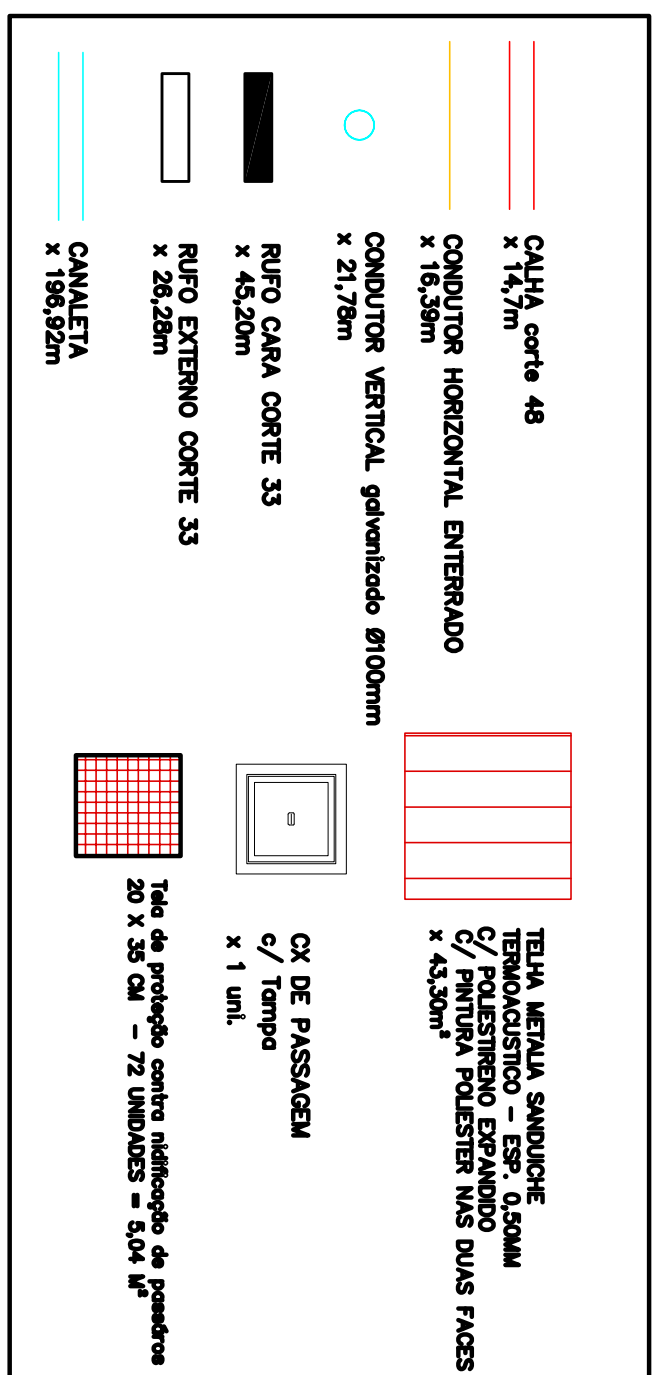 CALHA corte 48
x 14,7m
CONDUTOR HORIZONTAL ENTERRADO
x 16,39m
CONDUTOR VERTICAL galvanizado Ø100mm
x 21,78m
RUFO CARA CORTE 33
x 45,20m
RUFO EXTERNO CORTE 33
x 26,28m
CANALETA
x 196,92m
TELHA METALIA SANDUICHE
TERMOACUSTICO - ESP. 0,50MM
C/ POLIESTIRENO EXPANDIDO
C/ PINTURA POLIESTER NAS DUAS FACES
x 43,30m²
CX DE PASSAGEM
c/ Tampa
x 1 uni.
Tela de proteção contra nidificação de passáros
20 X 35 CM - 72 UNIDADES = 5,04 M²